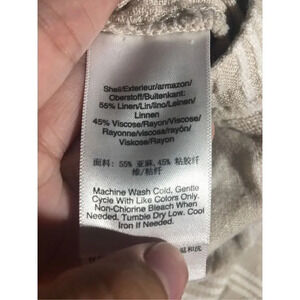 Shell/Exterieur/armazon/
Oberstoff/Buitenkant:
55% Linen/Lin/lino/Leinen/
Linnen
45% Viscose/Rayon/Viscose/
Rayonne/viscosa/rayón/
Viskose/Rayon
面料: 55% 亚麻, 45% 粘胶纤
维/粘纤
Machine Wash Cold, Gentle
Cycle With Like Colors Only.
Non-Chlorine Bleach When
Needed. Tumble Dry Low. Cool
Iron If Needed.